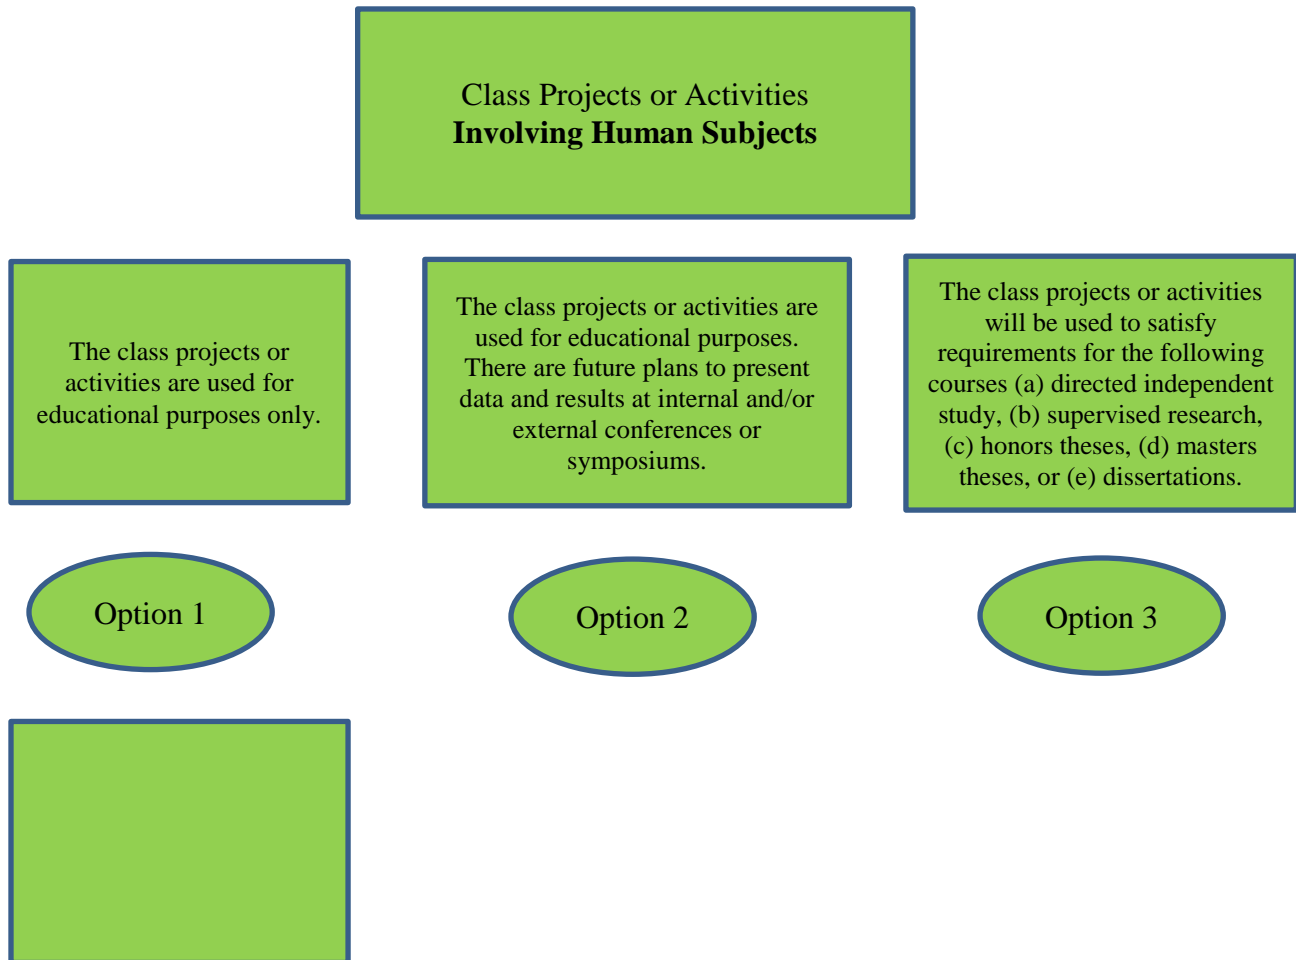 Class Projects or Activities
Involving Human Subjects
The class projects or
activities are used for
educational purposes only.
The class projects or activities are
used for educational purposes.
There are future plans to present
data and results at internal and/or
external conferences or
symposiums.
The class projects or activities
will be used to satisfy
requirements for the following
courses (a) directed independent
study, (b) supervised research,
(c) honors theses, (d) masters
theses, or (e) dissertations.
Option 1
Option 2
Option 3